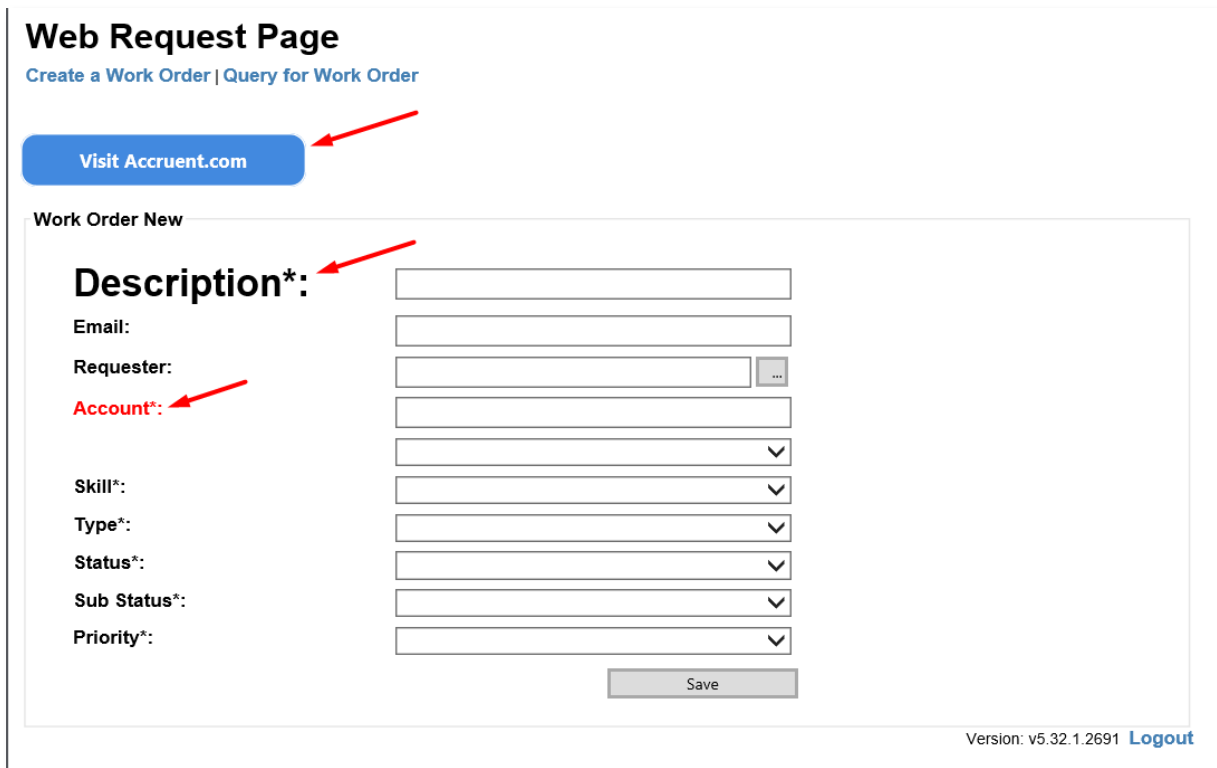 Web Request Page
Create a Work Order | Query for Work Order
Visit Accruent.com
Work Order New
Description*:
Email:
Requester:
...
Account*:
Skill*:
Type*:
Status*:
Sub Status*:
Priority*:
Save
Version: v5.32.1.2691 Logout